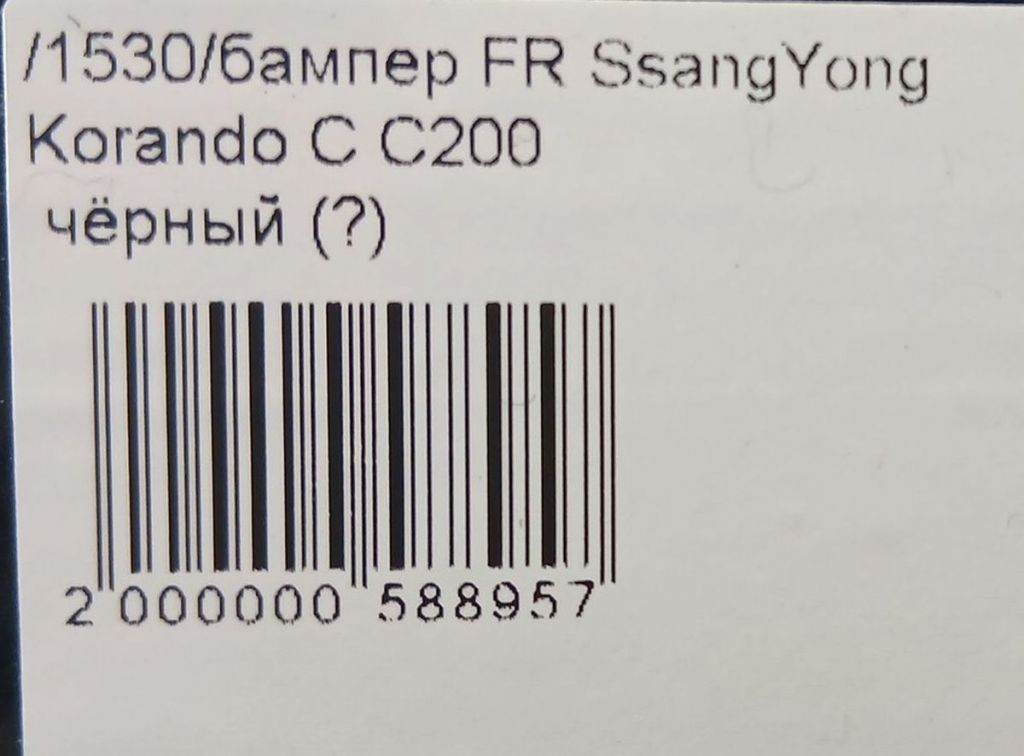 /1530/бампер FR SsangYong
Korando C C200
чёрный (?)
2 000000 588957